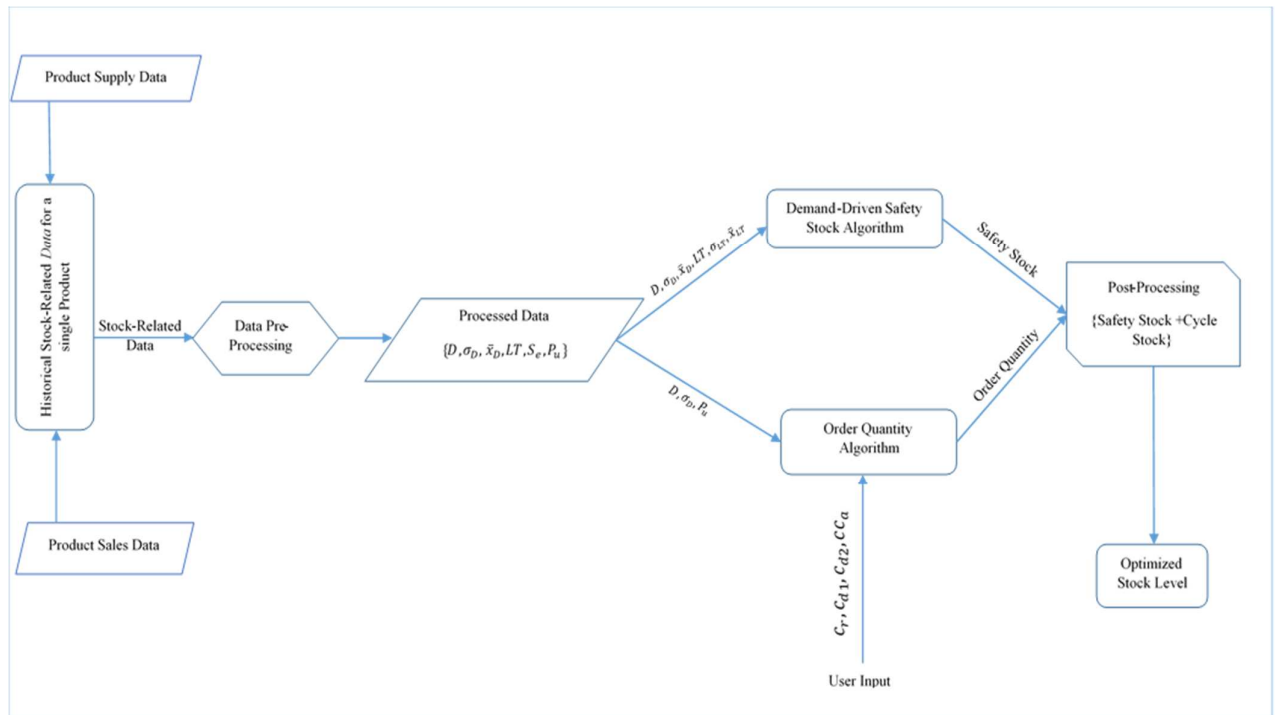 Product Supply Data
Historical Stock-Related Data for a
single Product
Product Sales Data
Stock-Related
Data
Data Pre-
Processing
Processed Data
{D,σ_D, x̄_D,LT,S_e,P_u}
D,σ_D,x̄_D,LT,σ_LT,x̄_LT
D,σ_D,P_u
Demand-Driven Safety
Stock Algorithm
Order Quantity
Algorithm
C_r,C_d1,C_d2,CC_a
User Input
Safety Stock
Order Quantity
Post-Processing
{Safety Stock +Cycle
Stock}
Optimized
Stock Level